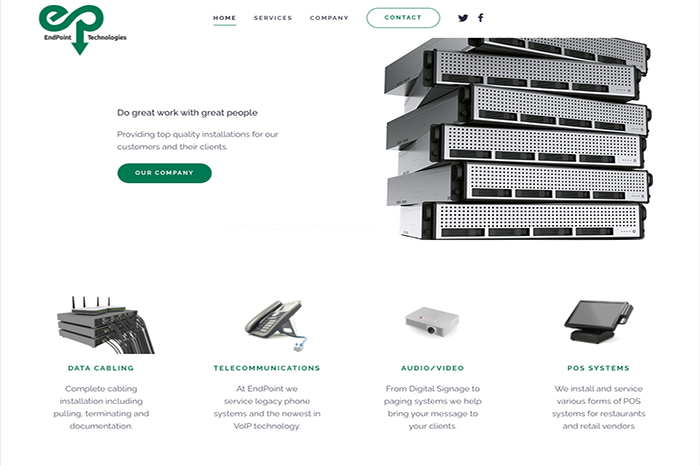 EndPoint Technologies
HOME SERVICES COMPANY CONTACT
Do great work with great people
Providing top quality installations for our
customers and their clients.
OUR COMPANY
DATA CABLING
Complete cabling
installation including
pulling, terminating and
documentation.
TELECOMMUNICATIONS
At EndPoint we
service legacy phone
systems and the newest in
VoIP technology.
AUDIO/VIDEO
From Digital Signage to
paging systems we help
bring your message to
your clients.
POS SYSTEMS
We install and service
various forms of POS
systems for restaurants
and retail vendors